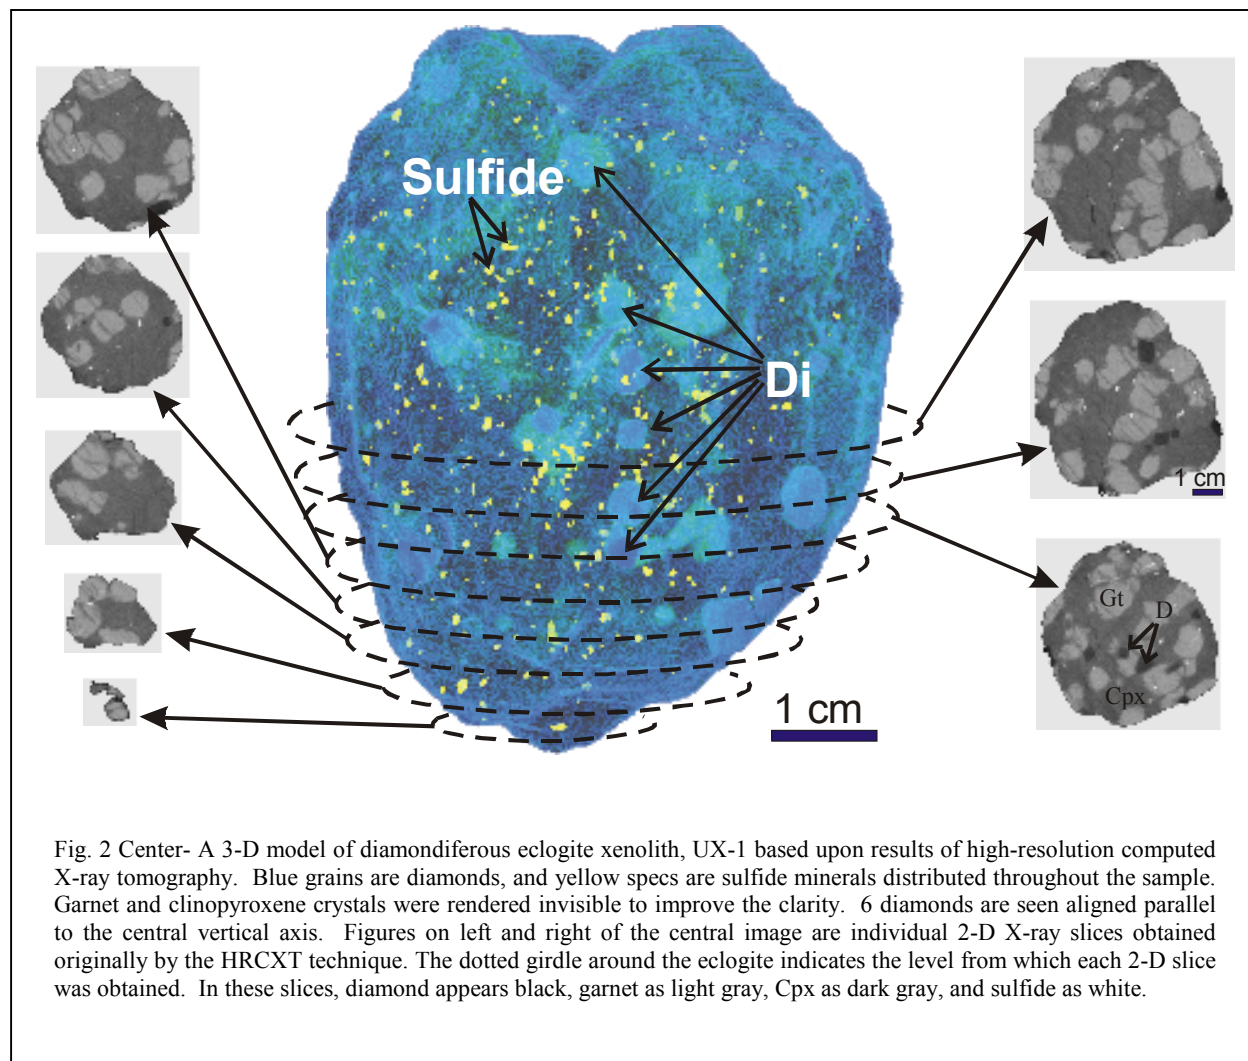 Sulfide
Di
1 cm
1 cm
Gt
D
Cpx
Fig. 2 Center- A 3-D model of diamondiferous eclogite xenolith, UX-1 based upon results of high-resolution computed
X-ray tomography. Blue grains are diamonds, and yellow specs are sulfide minerals distributed throughout the sample.
Garnet and clinopyroxene crystals were rendered invisible to improve the clarity. 6 diamonds are seen aligned parallel
to the central vertical axis. Figures on left and right of the central image are individual 2-D X-ray slices obtained
originally by the HRCXT technique. The dotted girdle around the eclogite indicates the level from which each 2-D slice
was obtained. In these slices, diamond appears black, garnet as light gray, Cpx as dark gray, and sulfide as white.